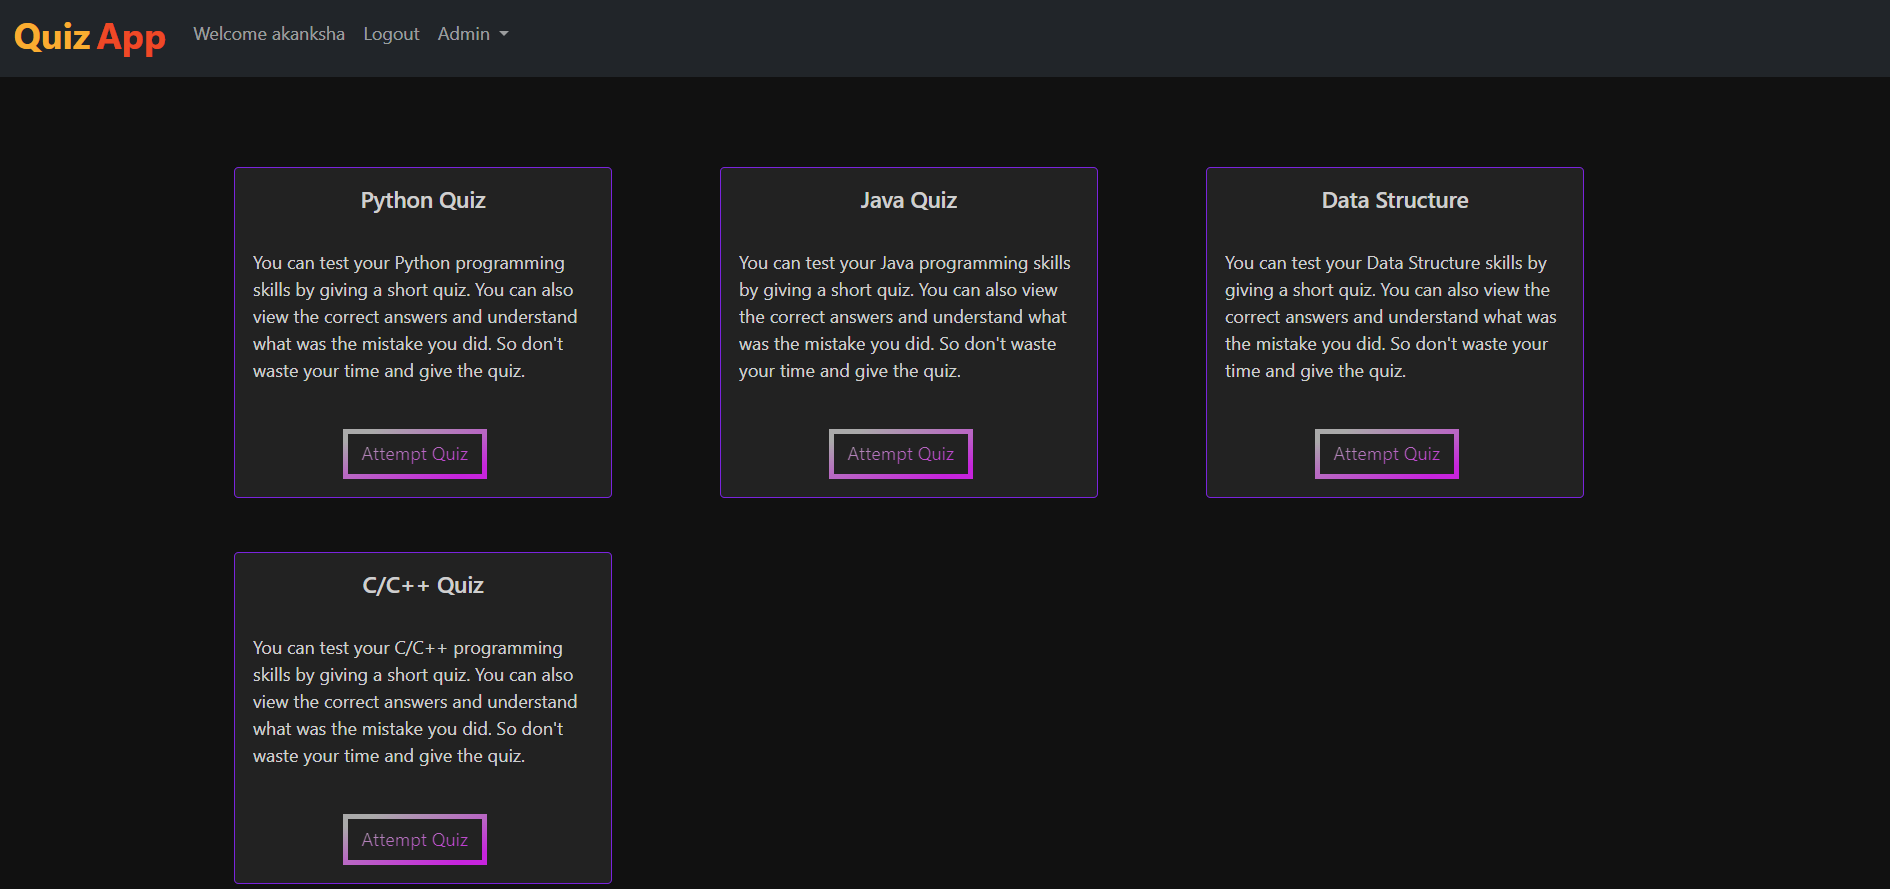 Quiz App Welcome akanksha Logout Admin
Python Quiz
You can test your Python programming
skills by giving a short quiz. You can also
view the correct answers and understand
what was the mistake you did. So don't
waste your time and give the quiz.
Attempt Quiz
Java Quiz
You can test your Java programming skills
by giving a short quiz. You can also view
the correct answers and understand what
was the mistake you did. So don't waste
your time and give the quiz.
Attempt Quiz
Data Structure
You can test your Data Structure skills by
giving a short quiz. You can also view the
correct answers and understand what was
the mistake you did. So don't waste your
time and give the quiz.
Attempt Quiz
C/C++ Quiz
You can test your C/C++ programming
skills by giving a short quiz. You can also
view the correct answers and understand
what was the mistake you did. So don't
waste your time and give the quiz.
Attempt Quiz